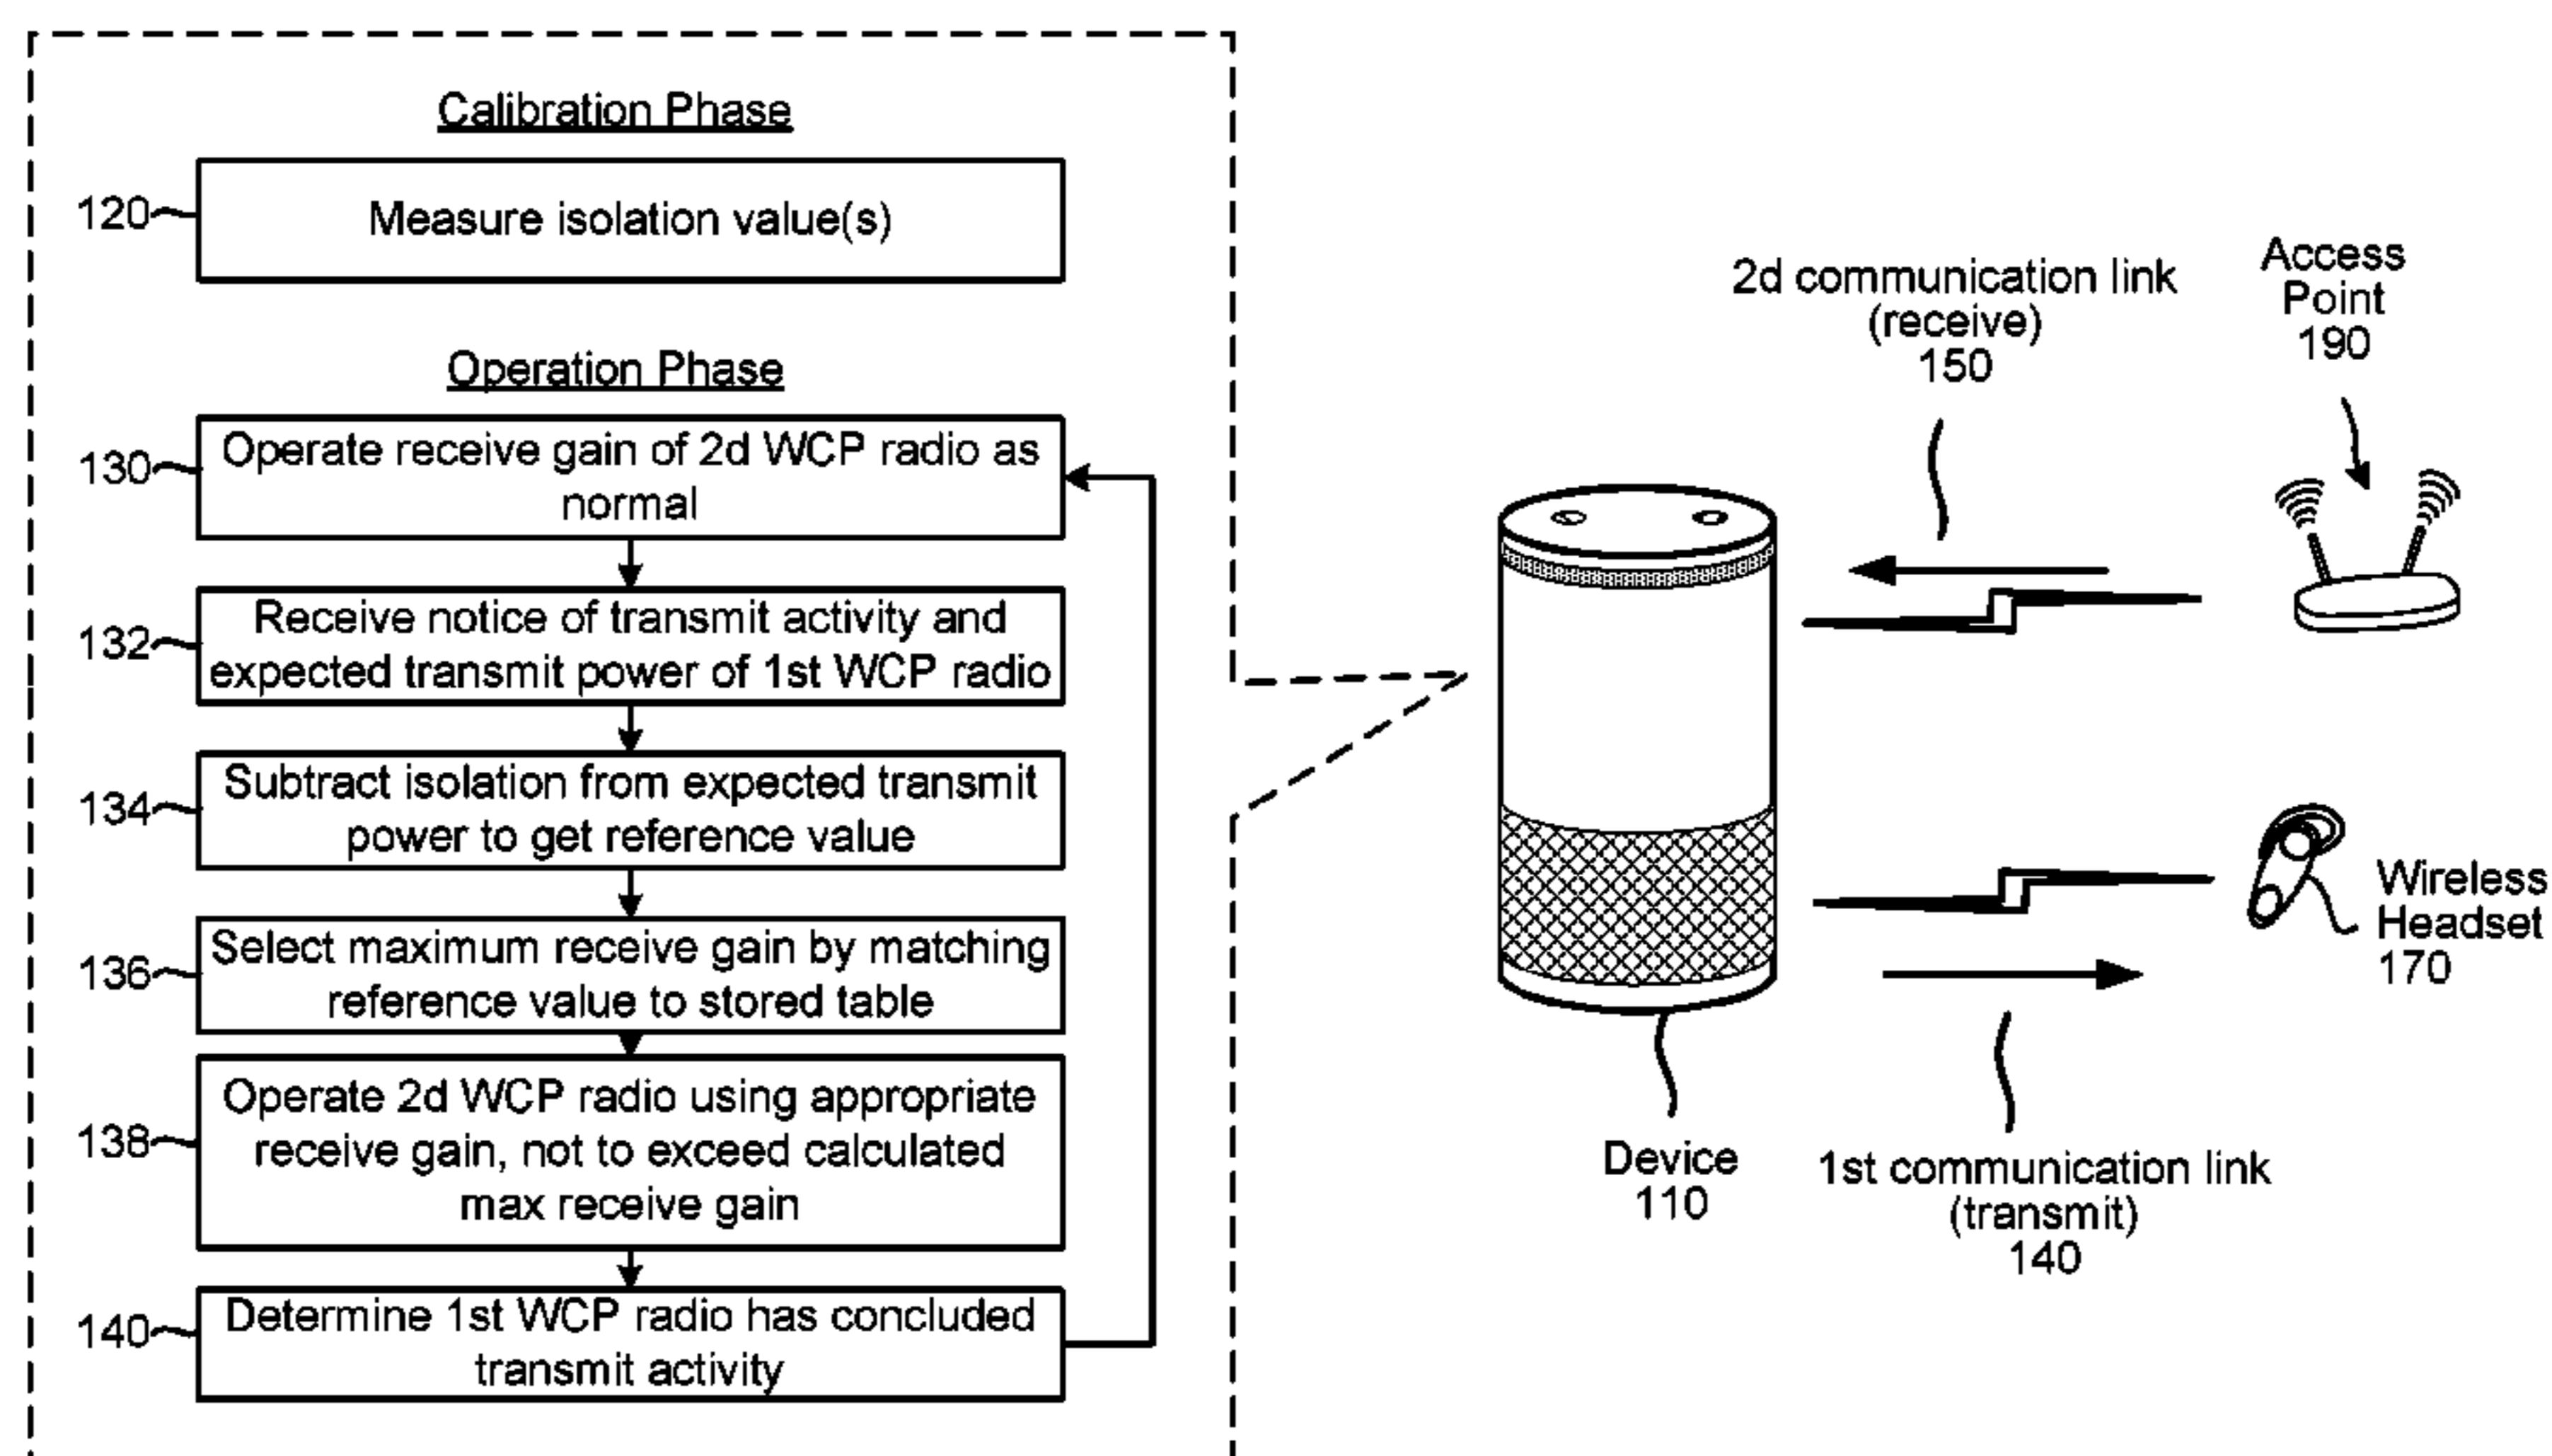 Calibration Phase
120
Measure isolation value(s)
Operation Phase
130
Operate receive gain of 2d WCP radio as
normal
132
Receive notice of transmit activity and
expected transmit power of 1st WCP radio
134
Subtract isolation from expected transmit
power to get reference value
136
Select maximum receive gain by matching
reference value to stored table
138
Operate 2d WCP radio using appropriate
receive gain, not to exceed calculated
max receive gain
140
Determine 1st WCP radio has concluded
transmit activity
2d communication link
(receive)
150
Access
Point
190
Wireless
Headset
170
Device
110
1st communication link
(transmit)
140